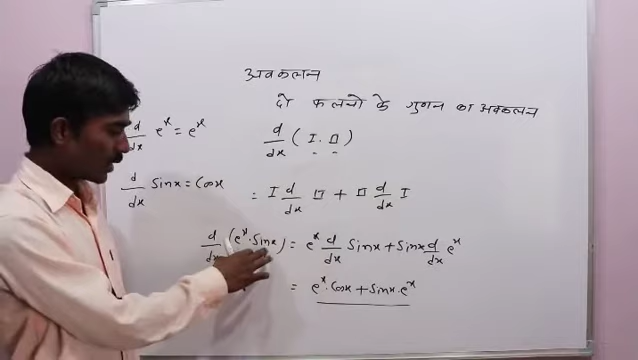 अवकलन
दो फलनो के गुणन का अवकलन
d/dx e^x = e^x
d/dx (I . II)
d/dx Sinx = Cosx
= I d/dx II + II d/dx I
d/dx (e^x . Sinx) = e^x d/dx Sinx + Sinx d/dx e^x
= e^x . Cosx + Sinx . e^x